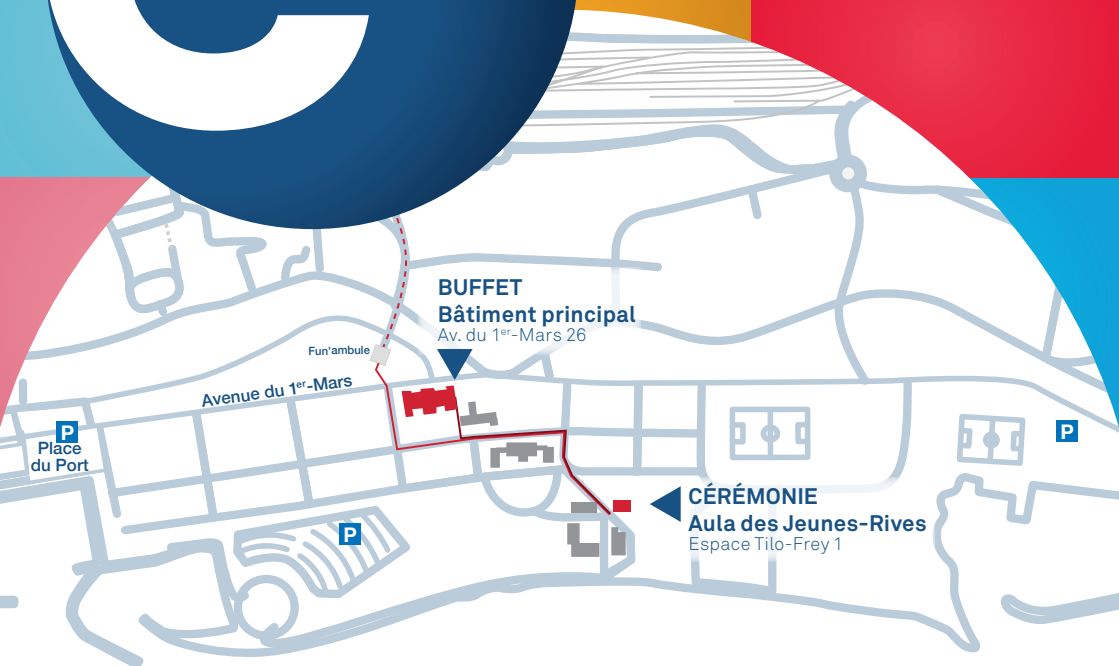 BUFFET
Bâtiment principal
Av. du 1er-Mars 26
Fun'ambule
Avenue du 1er-Mars
P
Place
du Port
P
P
CÉRÉMONIE
Aula des Jeunes-Rives
Espace Tilo-Frey 1